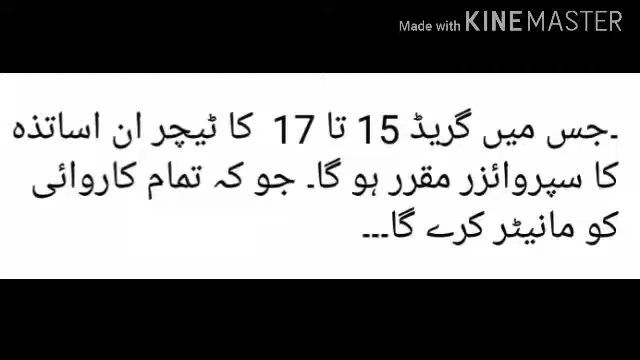 Made with KINEMASTER
۔جس میں گریڈ 15 تا 17 کا ٹیچر ان اساتذہ
کا سپروائزر مقرر ہو گا۔ جو کہ تمام کاروائی
کو مانیٹر کرے گا۔۔۔